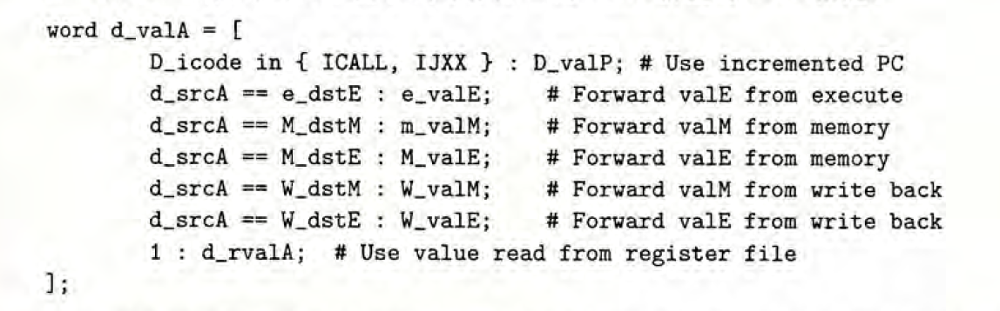 word d_valA = [
D_icode in { ICALL, IJXX } : D_valP; # Use incremented PC
d_srcA == e_dstE : e_valE; # Forward valE from execute
d_srcA == M_dstM : m_valM; # Forward valM from memory
d_srcA == M_dstE : M_valE; # Forward valE from memory
d_srcA == W_dstM : W_valM; # Forward valM from write back
d_srcA == W_dstE : W_valE; # Forward valE from write back
1 : d_rvalA; # Use value read from register file
];